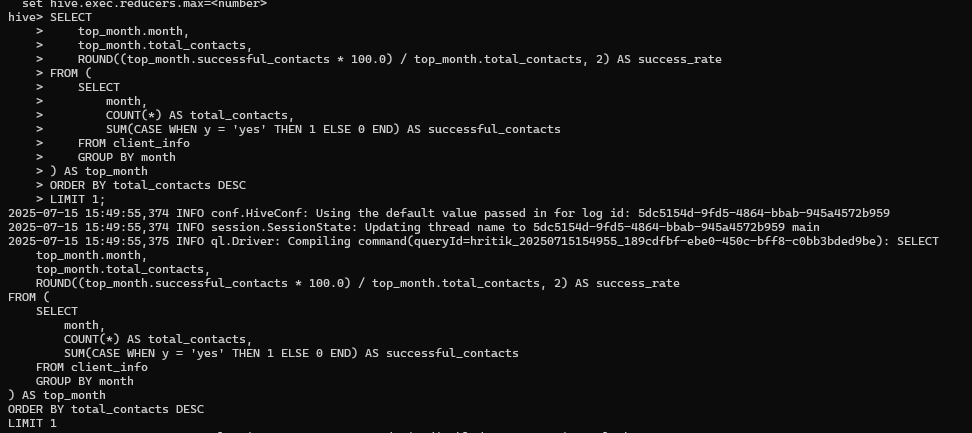 set hive.exec.reducers.max=<number>
hive> SELECT
    >     top_month.month,
    >     top_month.total_contacts,
    >     ROUND((top_month.successful_contacts * 100.0) / top_month.total_contacts, 2) AS success_rate
    > FROM (
    >     SELECT
    >         month,
    >         COUNT(*) AS total_contacts,
    >         SUM(CASE WHEN y = 'yes' THEN 1 ELSE 0 END) AS successful_contacts
    >     FROM client_info
    >     GROUP BY month
    > ) AS top_month
    > ORDER BY total_contacts DESC
    > LIMIT 1;
2025-07-15 15:49:55,374 INFO conf.HiveConf: Using the default value passed in for log id: 5dc5154d-9fd5-4864-bbab-945a4572b959
2025-07-15 15:49:55,374 INFO session.SessionState: Updating thread name to 5dc5154d-9fd5-4864-bbab-945a4572b959 main
2025-07-15 15:49:55,375 INFO ql.Driver: Compiling command(queryId=hritik_20250715154955_189cdfbf-ebe0-450c-bff8-c0bb3bded9be): SELECT
    top_month.month,
    top_month.total_contacts,
    ROUND((top_month.successful_contacts * 100.0) / top_month.total_contacts, 2) AS success_rate
FROM (
    SELECT
        month,
        COUNT(*) AS total_contacts,
        SUM(CASE WHEN y = 'yes' THEN 1 ELSE 0 END) AS successful_contacts
    FROM client_info
    GROUP BY month
) AS top_month
ORDER BY total_contacts DESC
LIMIT 1